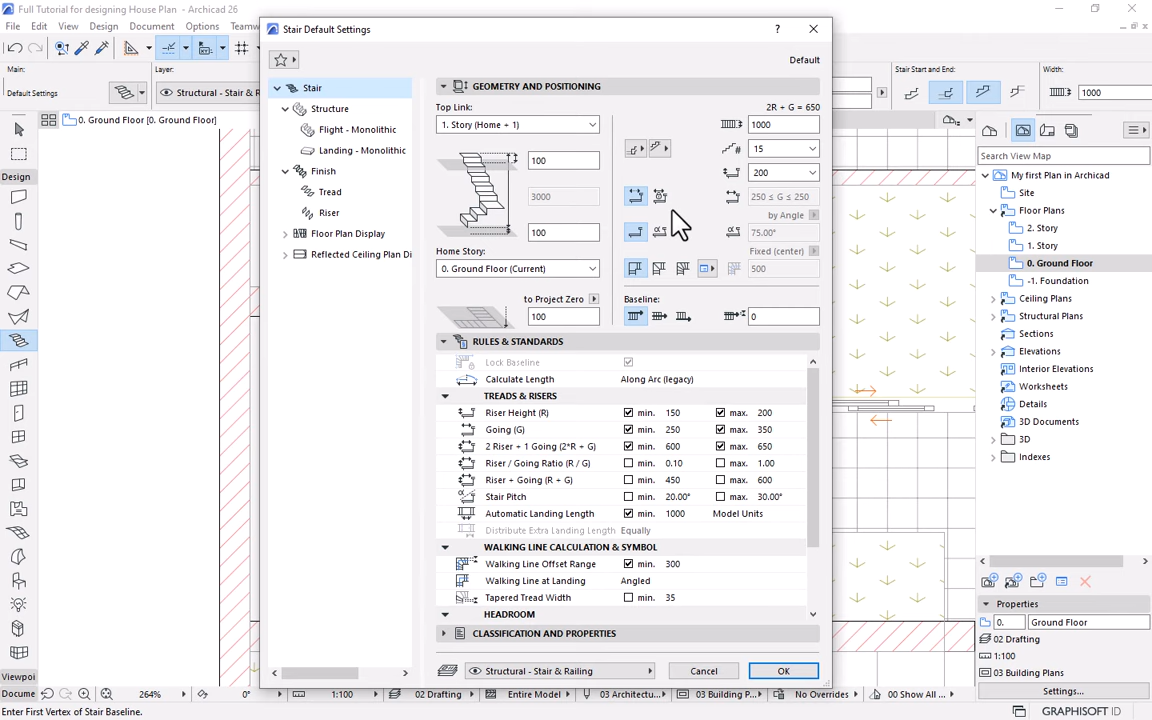 Full Tutorial for designing House Plan - Archicad 26
File Edit View Design Document Options Teamw
Main:
Default Settings
Layer:
Structural - Stair & R
Stair Start and End:
Width:
1000
0. Ground Floor [0. Ground Floor]
Design
Viewpoi
Docume
Stair Default Settings
?
Default
Stair
Structure
Flight - Monolithic
Landing - Monolithic
Finish
Tread
Riser
Floor Plan Display
Reflected Ceiling Plan Di
GEOMETRY AND POSITIONING
Top Link:
2R + G = 650
1. Story (Home + 1)
1000
100
15
200
3000
250 ≤ G ≤ 250
by Angle
100
75.00°
Home Story:
Fixed (center)
0. Ground Floor (Current)
500
to Project Zero
Baseline:
100
0
RULES & STANDARDS
Lock Baseline
Calculate Length Along Arc (legacy)
TREADS & RISERS
Riser Height (R) min. 150 max. 200
Going (G) min. 250 max. 350
2 Riser + 1 Going (2*R + G) min. 600 max. 650
Riser / Going Ratio (R / G) min. 0.10 max. 1.00
Riser + Going (R + G) min. 450 max. 600
Stair Pitch min. 20.00° max. 30.00°
Automatic Landing Length min. 1000 Model Units
Distribute Extra Landing Length Equally
WALKING LINE CALCULATION & SYMBOL
Walking Line Offset Range min. 300
Walking Line at Landing Angled
Tapered Tread Width min. 35
HEADROOM
CLASSIFICATION AND PROPERTIES
Structural - Stair & Railing
Cancel
OK
Search View Map
My first Plan in Archicad
Site
Floor Plans
2. Story
1. Story
0. Ground Floor
-1. Foundation
Ceiling Plans
Structural Plans
Sections
Elevations
Interior Elevations
Worksheets
Details
3D Documents
3D
Indexes
Properties
0. Ground Floor
02 Drafting
1:100
03 Building Plans
Settings...
264% 0° 1:100 02 Drafting Entire Model 03 Architectu... 03 Building P... No Overrides 00 Show All ...
Enter First Vertex of Stair Baseline.
GRAPHISOFT ID